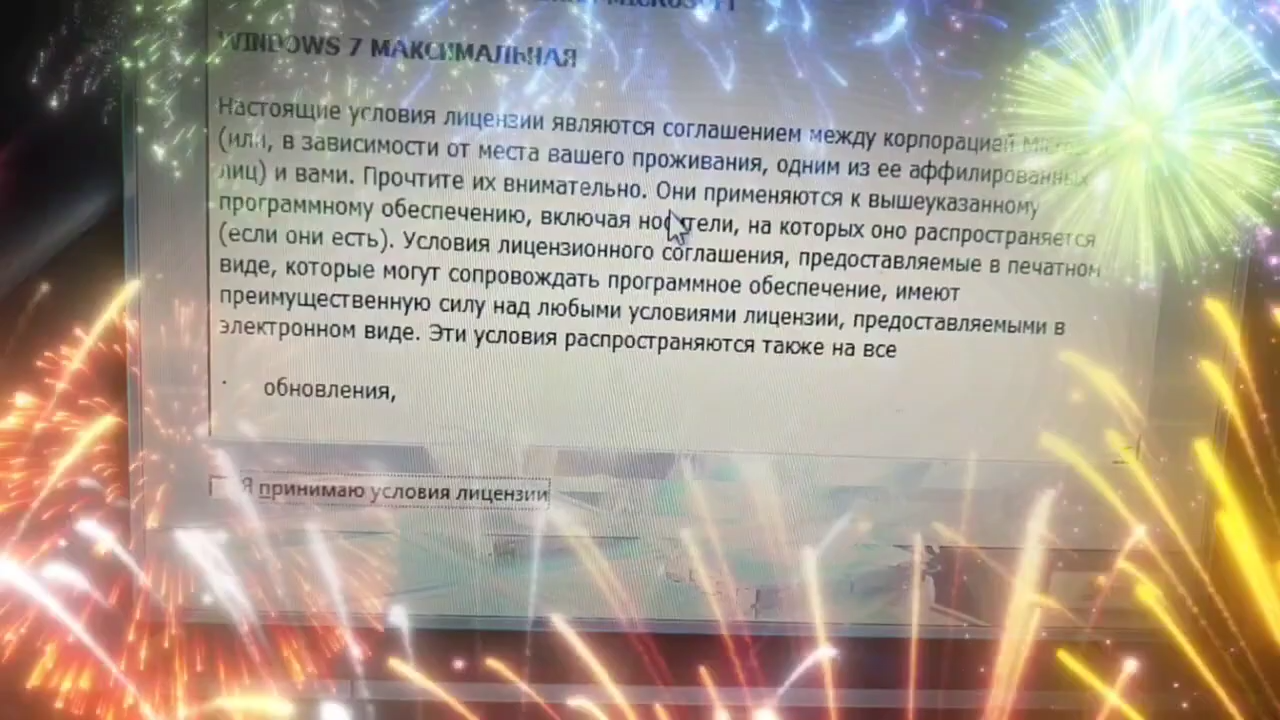 MICROSOFT
WINDOWS 7 МАКСИМАЛЬНАЯ
Настоящие условия лицензии являются соглашением между корпорацией
(или, в зависимости от места вашего проживания, одним из ее аффилированных
лиц) и вами. Прочтите их внимательно. Они применяются к вышеуказанному
программному обеспечению, включая носители, на которых оно распространяется
(если они есть). Условия лицензионного соглашения, предоставляемые в печатном
виде, которые могут сопровождать программное обеспечение, имеют
преимущественную силу над любыми условиями лицензии, предоставляемыми в
электронном виде. Эти условия распространяются также на все
· обновления,
Я принимаю условия лицензии